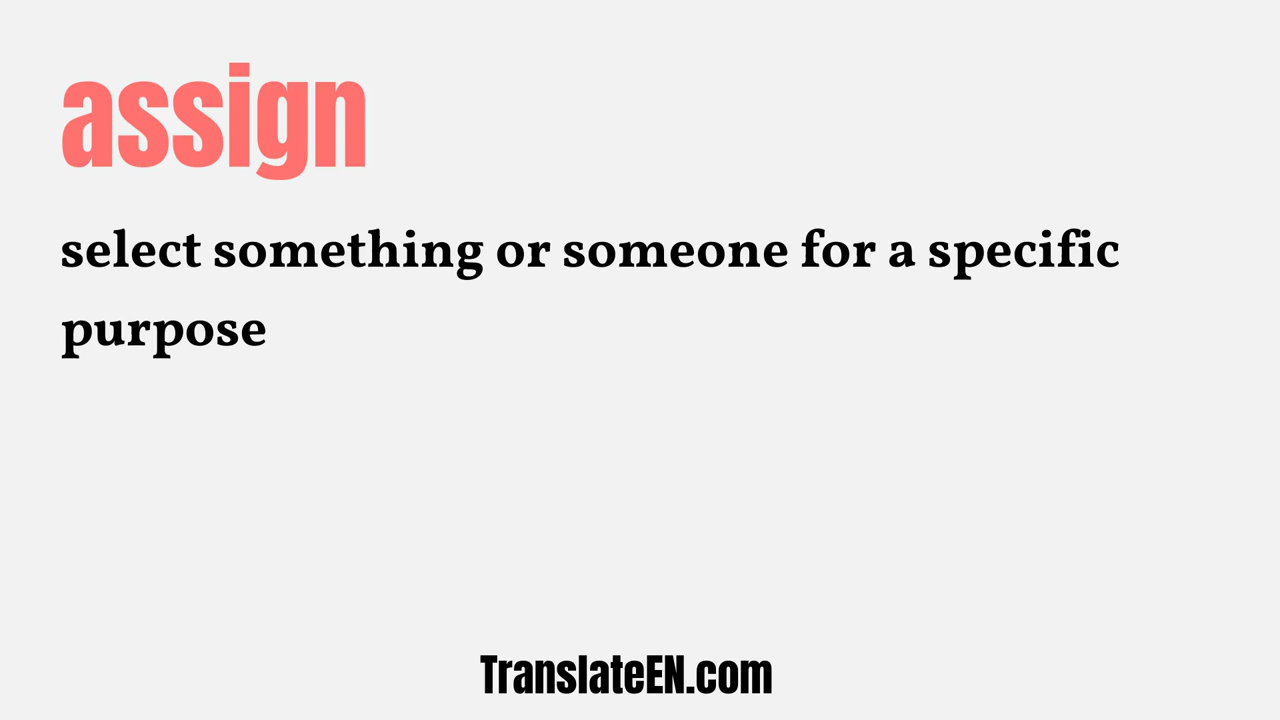 assign
select something or someone for a specific
purpose
TranslateEN.com